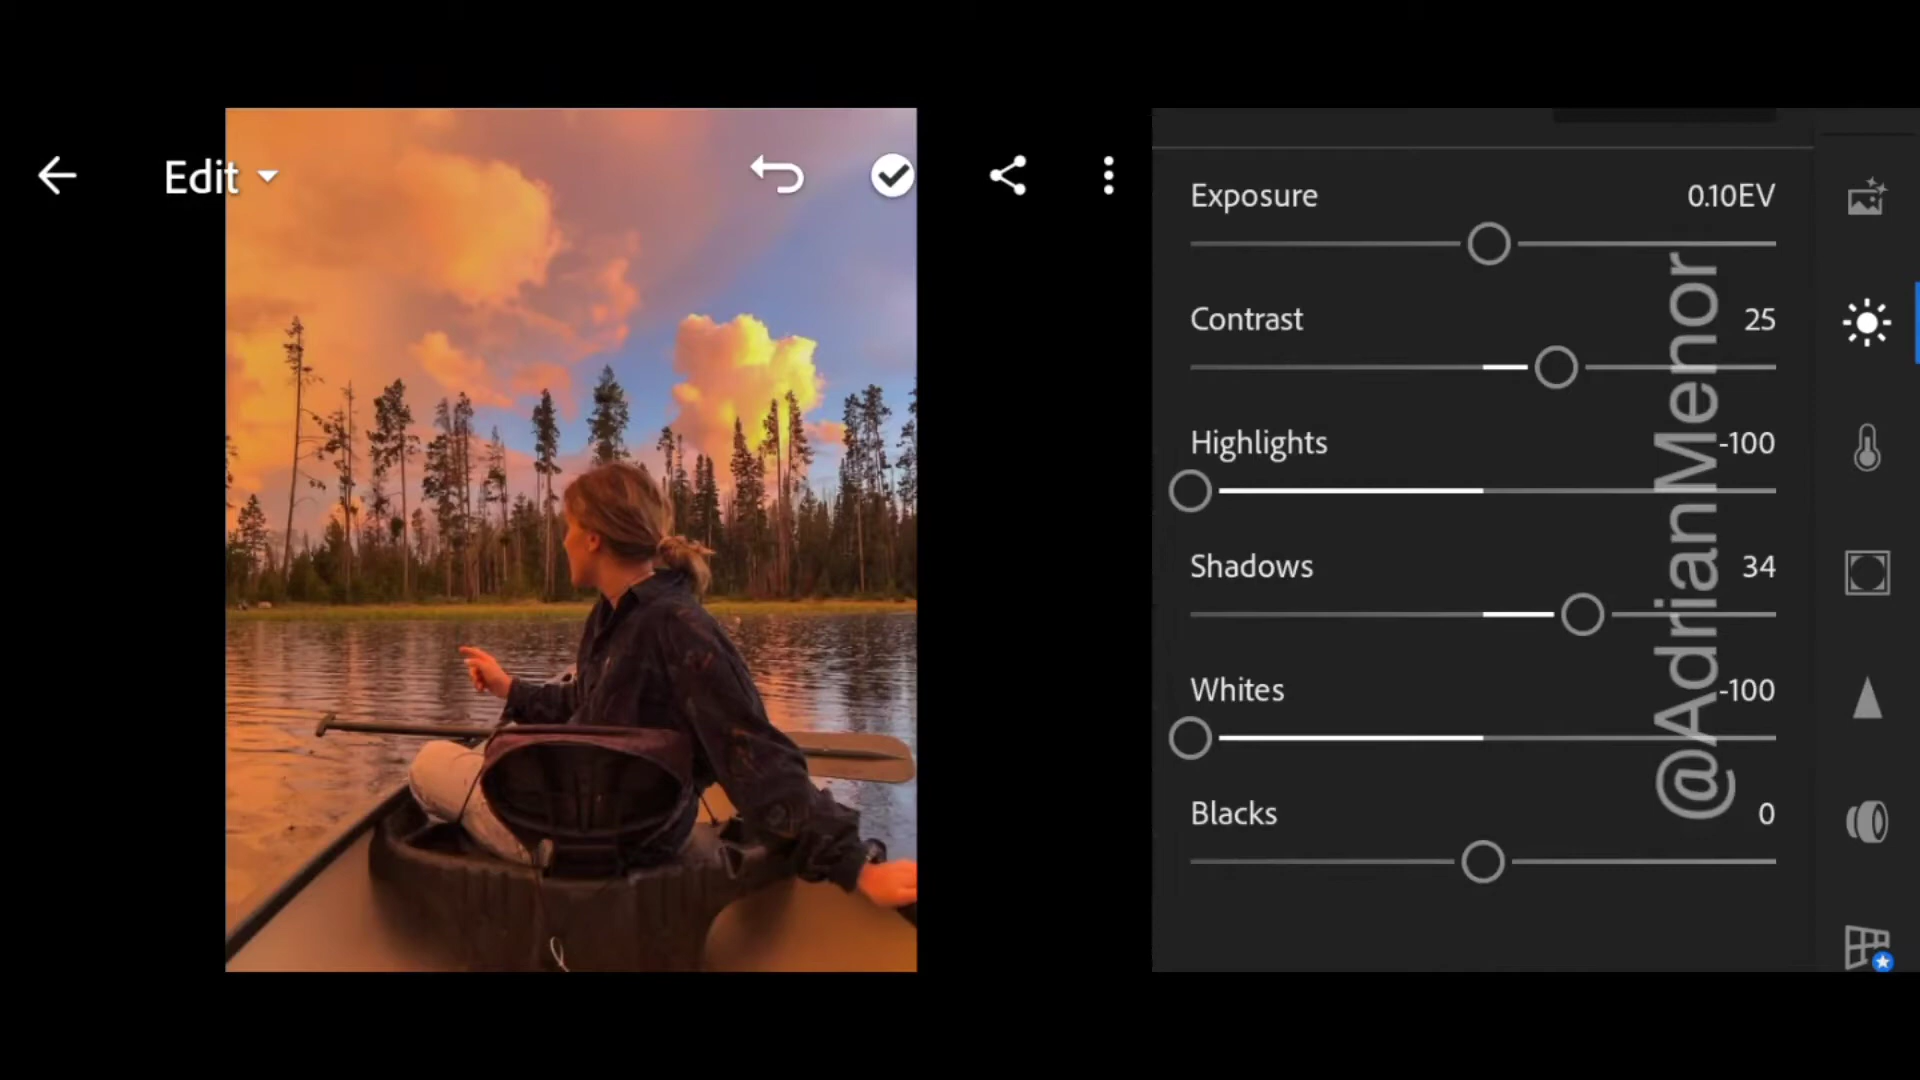 Edit
Exposure 0.10EV
Contrast 25
Highlights -100
Shadows 34
Whites -100
Blacks 0
@AdrianMenor